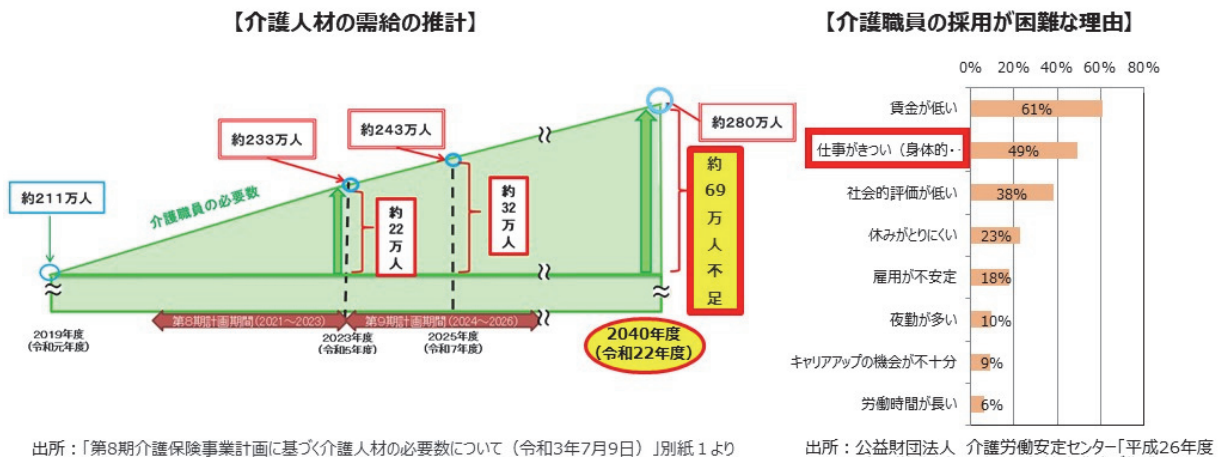 【介護人材の需給の推計】
約211万人
介護職員の必要数
約233万人
約22万人
約243万人
約32万人
約280万人
約69万人不足
第8期計画期間(2021～2023)
第9期計画期間(2024～2026)
2019年度
(令和元年度)
2023年度
(令和5年度)
2025年度
(令和7年度)
2040年度
(令和22年度)
出所：「第8期介護保険事業計画に基づく介護人材の必要数について（令和3年7月9日）」別紙１より
【介護職員の採用が困難な理由】
0% 20% 40% 60% 80%
賃金が低い 61%
仕事がきつい（身体的・・ 49%
社会的評価が低い 38%
休みがとりにくい 23%
雇用が不安定 18%
夜勤が多い 10%
キャリアアップの機会が不十分 9%
労働時間が長い 6%
出所：公益財団法人 介護労働安定センター「平成26年度